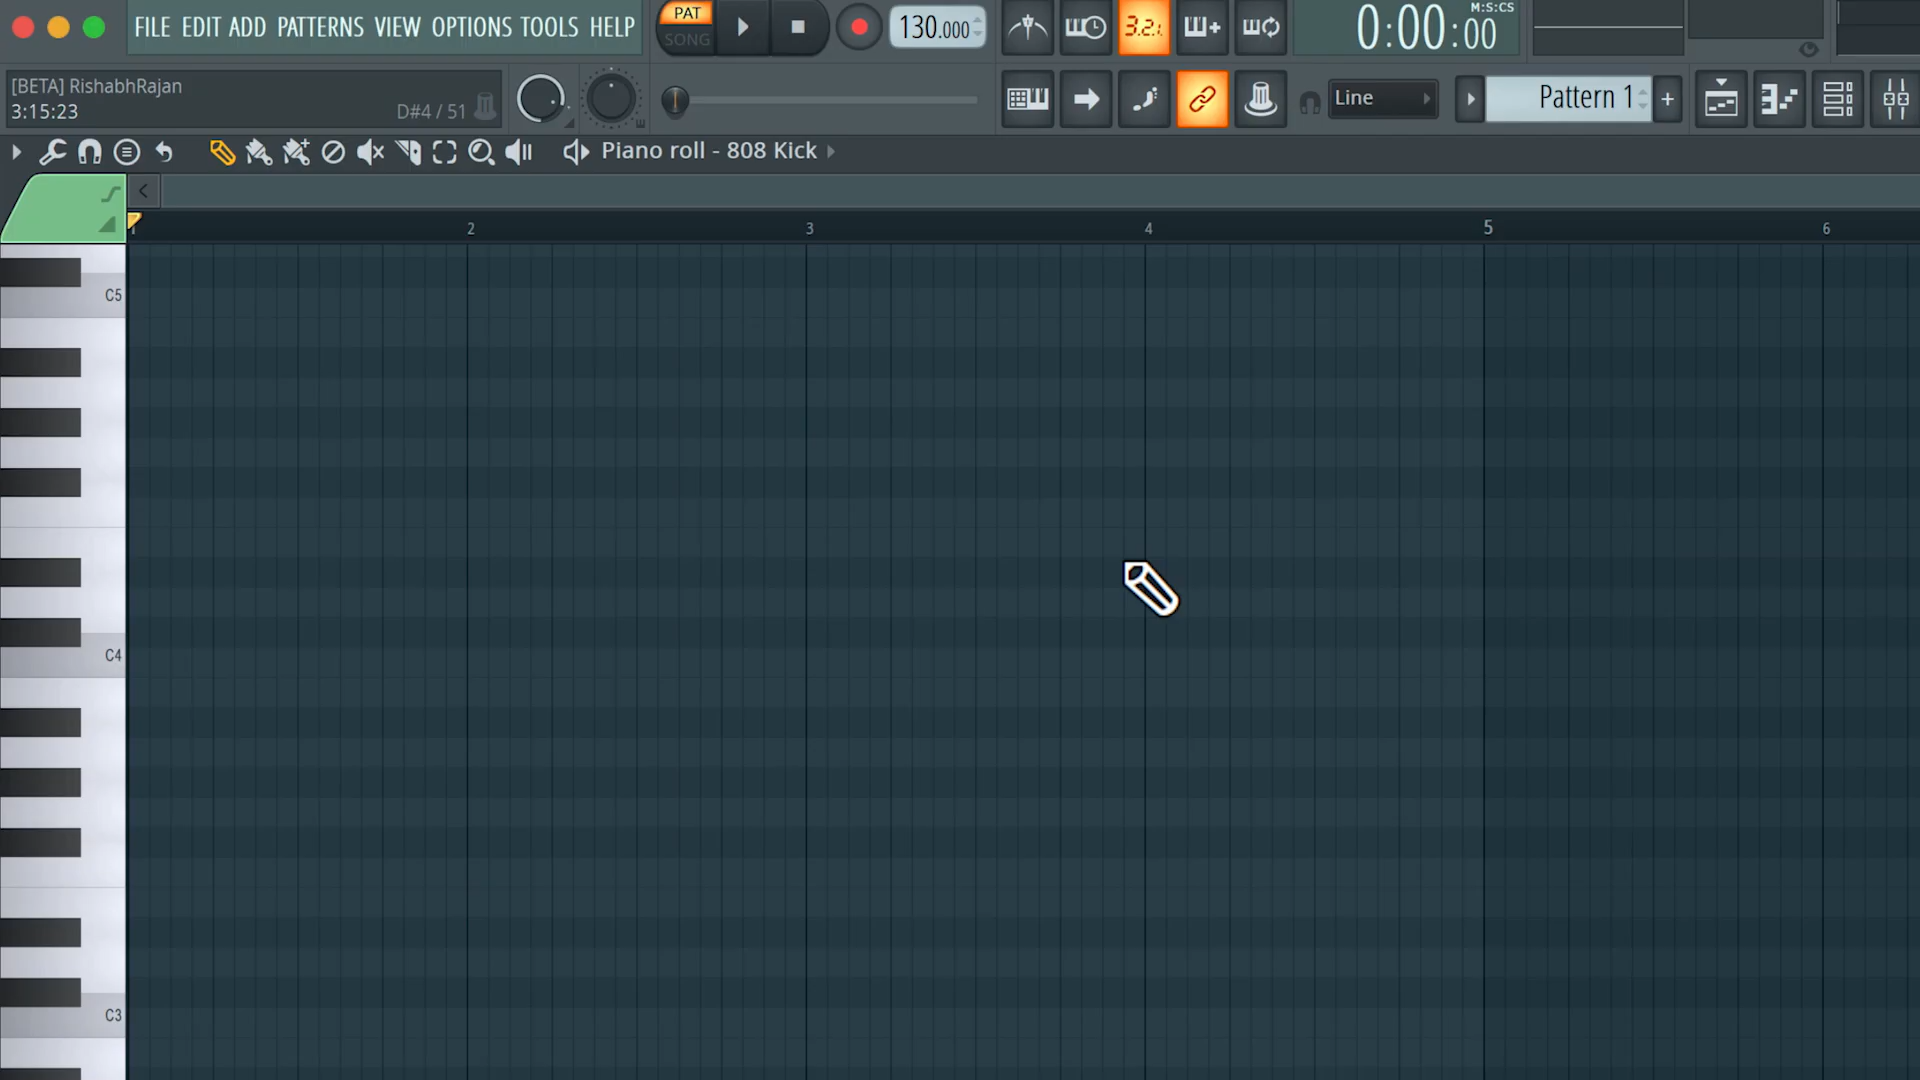 FILE EDIT ADD PATTERNS VIEW OPTIONS TOOLS HELP
PAT
SONG
130.000
3.2.1
M:S:CS
0:00:00
[BETA] RishabhRajan
3:15:23
D#4 / 51
Line
Pattern 1
+
Piano roll - 808 Kick
1 2 3 4 5 6
C5
C4
C3